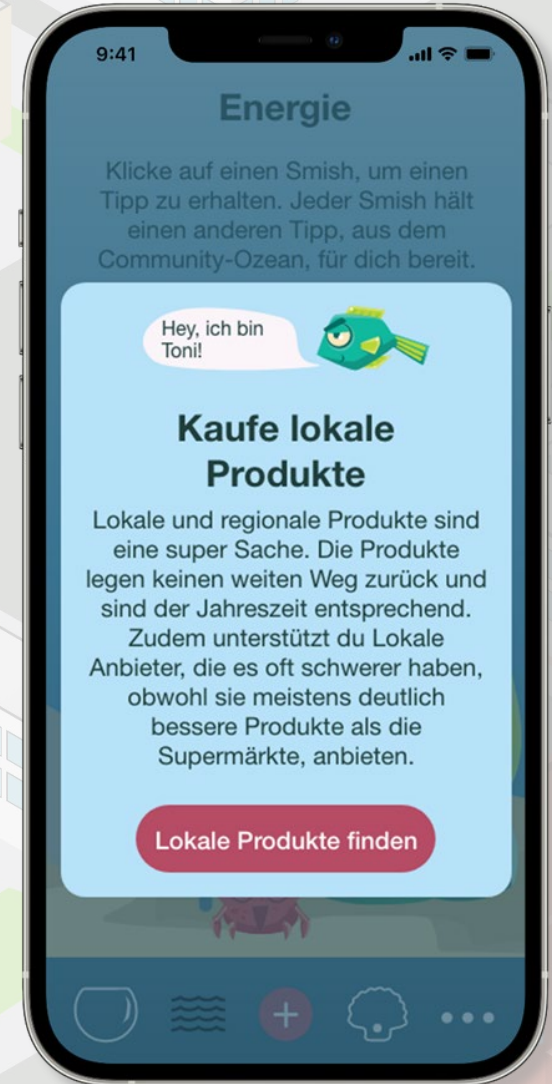 9:41
Energie
Klicke auf einen Smish, um einen
Tipp zu erhalten. Jeder Smish hält
einen anderen Tipp, aus dem
Community-Ozean, für dich bereit.
Hey, ich bin
Toni!
Kaufe lokale
Produkte
Lokale und regionale Produkte sind
eine super Sache. Die Produkte
legen keinen weiten Weg zurück und
sind der Jahreszeit entsprechend.
Zudem unterstützt du Lokale
Anbieter, die es oft schwerer haben,
obwohl sie meistens deutlich
bessere Produkte als die
Supermärkte, anbieten.
Lokale Produkte finden